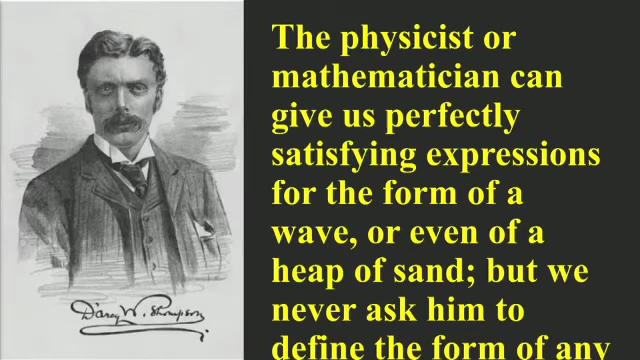 The physicist or
mathematician can
give us perfectly
satisfying expressions
for the form of a
wave, or even of a
heap of sand; but we
never ask him to
define the form of any
D'Arcy W. Thompson